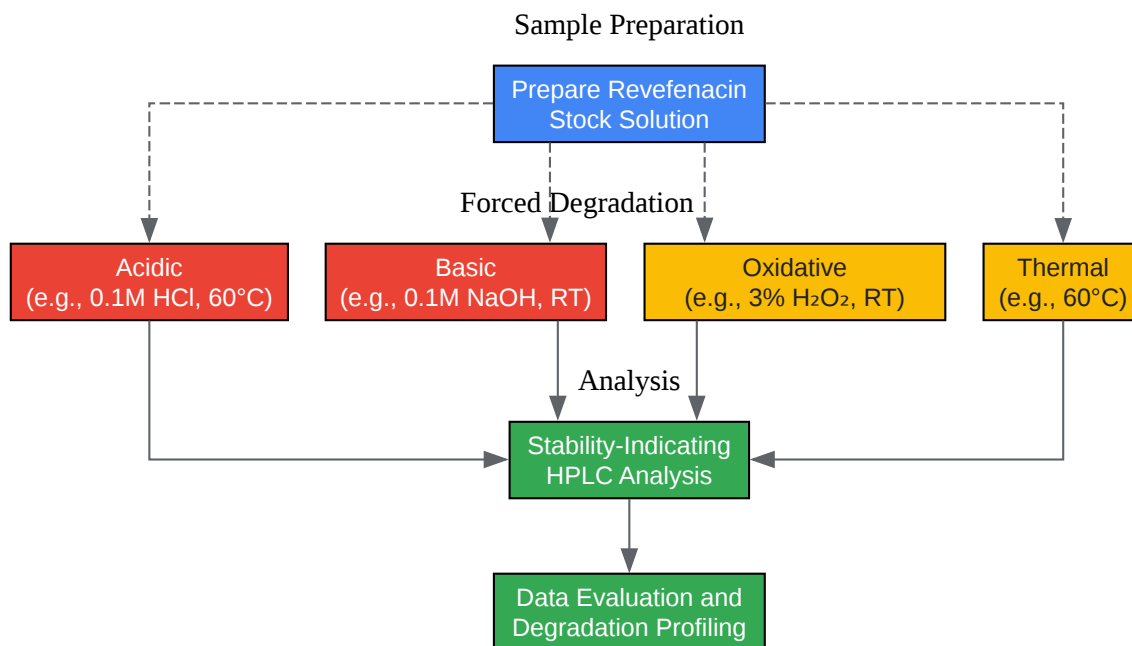 Sample Preparation
Prepare Revefenacin
Stock Solution
Forced Degradation
Acidic
(e.g., 0.1M HCl, 60°C)
Basic
(e.g., 0.1M NaOH, RT)
Oxidative
(e.g., 3% H₂O₂, RT)
Thermal
(e.g., 60°C)
Analysis
Stability-Indicating
HPLC Analysis
Data Evaluation and
Degradation Profiling